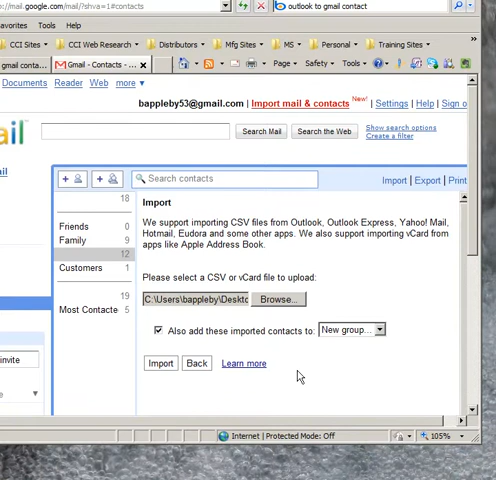 /mail.google.com/mail/?shva=1#contacts
outlook to gmail contact
avorites Tools Help
CCI Sites
CCI Web Research
Distributors
Mfg Sites
MS
Personal
Training Sites
gmail conta...
Gmail - Contacts - ...
Page
Safety
Tools
Documents Reader Web more ▾
bappleby53@gmail.com | Import mail & contacts New! | Settings | Help | Sign o
ail
Search Mail
Search the Web
Show search options
Create a filter
Search contacts
Import | Export | Print
18
Import
We support importing CSV files from Outlook, Outlook Express, Yahoo! Mail,
Hotmail, Eudora and some other apps. We also support importing vCard from
apps like Apple Address Book.
Friends 0
Family 9
12
Customers 1
Please select a CSV or vCard file to upload:
19
C:\Users\bappleby\Deskto
Browse...
Most Contacte 5
Also add these imported contacts to:
New group...
nvite
Import
Back
Learn more
Internet | Protected Mode: Off
105%